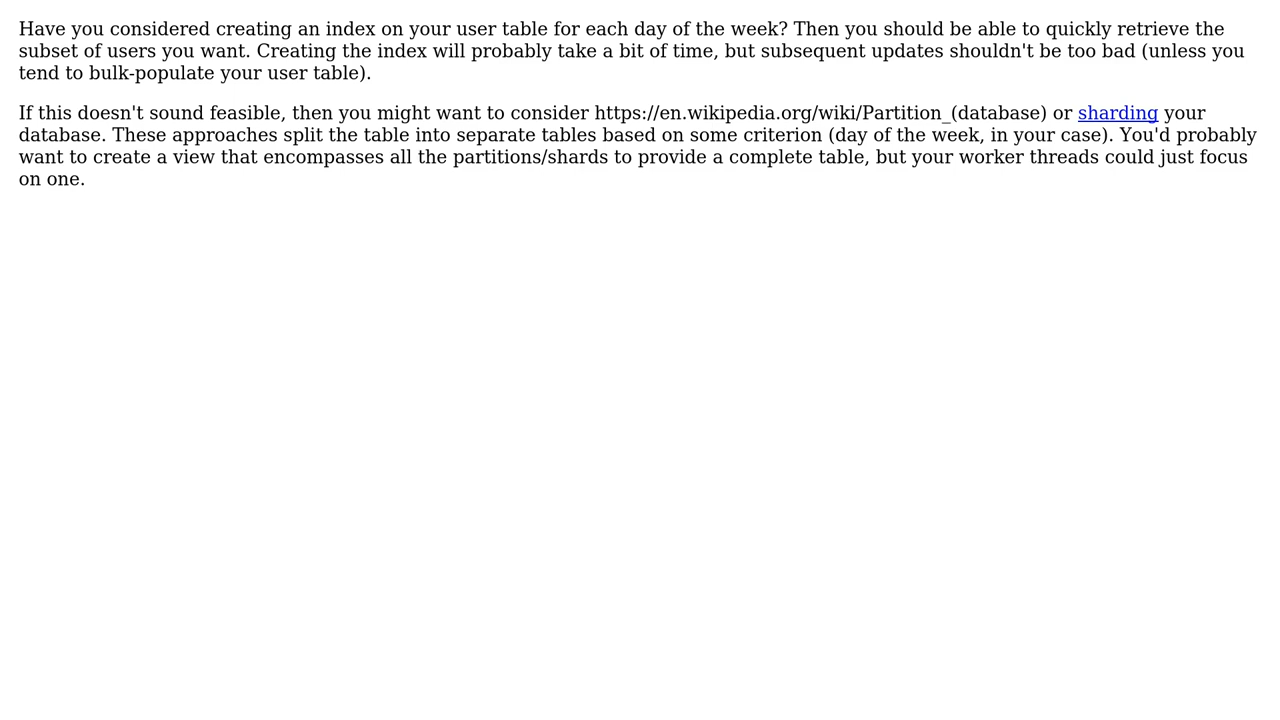 Have you considered creating an index on your user table for each day of the week? Then you should be able to quickly retrieve the
subset of users you want. Creating the index will probably take a bit of time, but subsequent updates shouldn't be too bad (unless you
tend to bulk-populate your user table).
If this doesn't sound feasible, then you might want to consider https://en.wikipedia.org/wiki/Partition_(database) or sharding your
database. These approaches split the table into separate tables based on some criterion (day of the week, in your case). You'd probably
want to create a view that encompasses all the partitions/shards to provide a complete table, but your worker threads could just focus
on one.